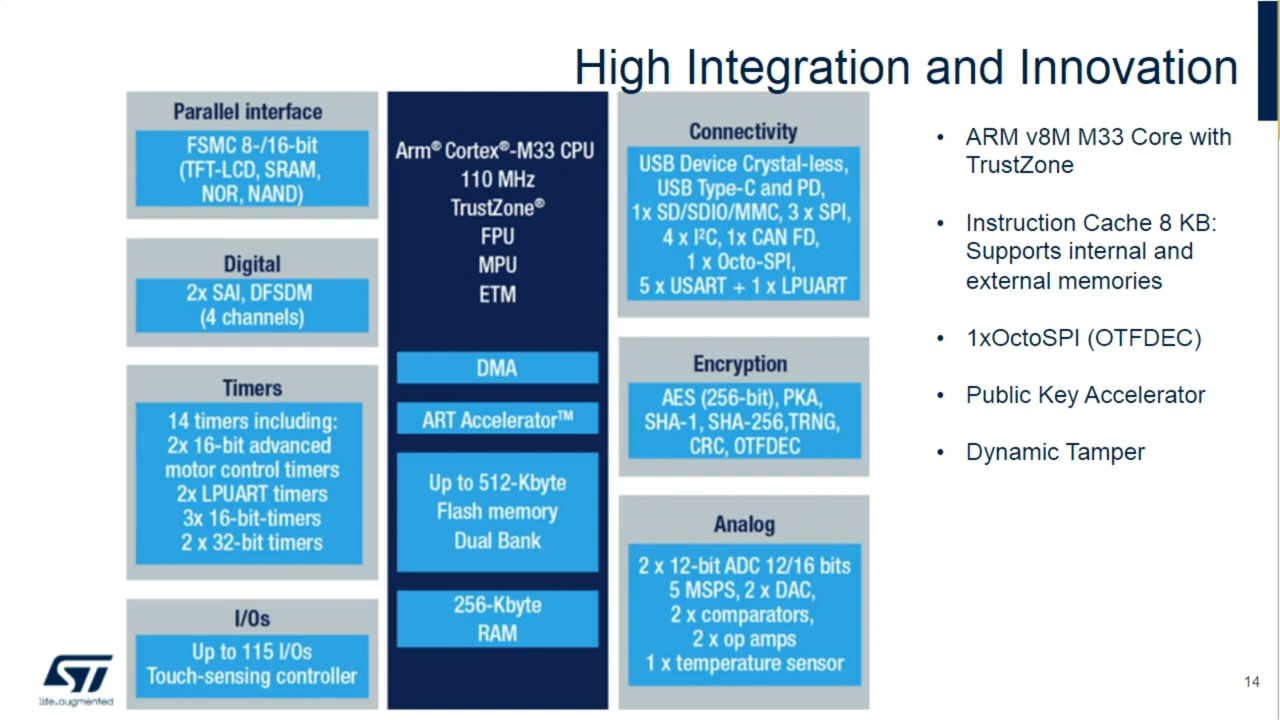 High Integration and Innovation
Parallel interface
FSMC 8-/16-bit
(TFT-LCD, SRAM,
NOR, NAND)
Digital
2x SAI, DFSDM
(4 channels)
Timers
14 timers including:
2x 16-bit advanced
motor control timers
2x LPUART timers
3x 16-bit-timers
2 x 32-bit timers
I/Os
Up to 115 I/Os
Touch-sensing controller
Arm® Cortex®-M33 CPU
110 MHz
TrustZone®
FPU
MPU
ETM
DMA
ART Accelerator™
Up to 512-Kbyte
Flash memory
Dual Bank
256-Kbyte
RAM
Connectivity
USB Device Crystal-less,
USB Type-C and PD,
1x SD/SDIO/MMC, 3 x SPI,
4 x I²C, 1x CAN FD,
1 x Octo-SPI,
5 x USART + 1 x LPUART
Encryption
AES (256-bit), PKA,
SHA-1, SHA-256,TRNG,
CRC, OTFDEC
Analog
2 x 12-bit ADC 12/16 bits
5 MSPS, 2 x DAC,
2 x comparators,
2 x op amps
1 x temperature sensor
• ARM v8M M33 Core with
TrustZone
• Instruction Cache 8 KB:
Supports internal and
external memories
• 1xOctoSPI (OTFDEC)
• Public Key Accelerator
• Dynamic Tamper
ST
life.augmented
14